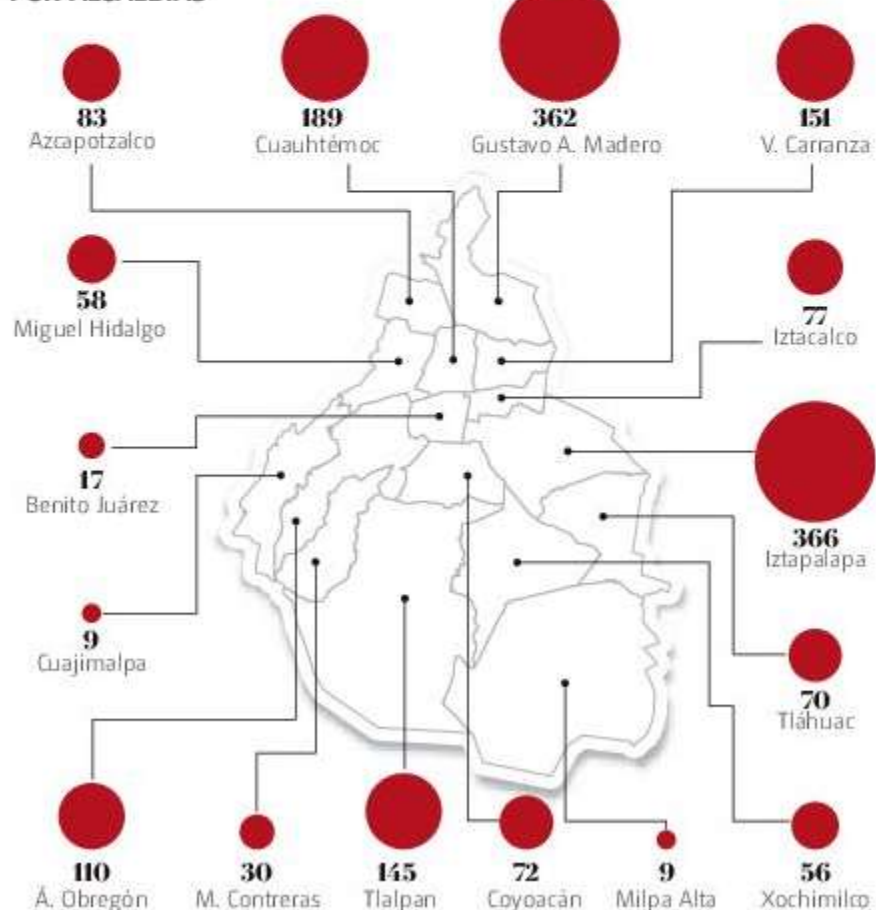 83
Azcapotzalco
189
Cuauhtémoc
362
Gustavo A. Madero
151
V. Carranza
58
Miguel Hidalgo
77
Iztacalco
17
Benito Juárez
366
Iztapalapa
9
Cuajimalpa
70
Tláhuac
110
Á. Obregón
30
M. Contreras
145
Tlalpan
72
Coyoacán
9
Milpa Alta
56
Xochimilco